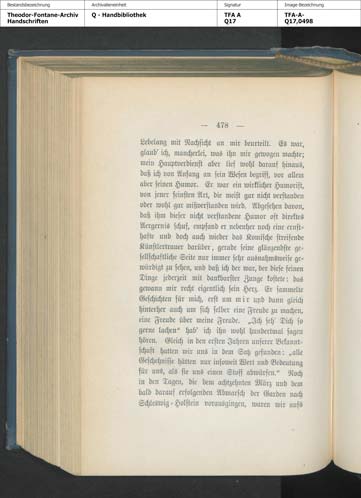 Bestandsbezeichnung
Theodor-Fontane-Archiv
Handschriften
Archivalieneinheit
Q - Handbibliothek
Signatur
TFA A
Q17
Image Bezeichnung
TFA-A-
Q17,0498
— 478 —
Lebelang mit Nachsicht an mir beurteilt. Es war,
glaub' ich, mancherlei, was ihn mir gewogen machte;
mein Hauptverdienst aber lief wohl darauf hinaus,
daß ich von Anfang an sein Wesen begriff, vor allem
aber seinen Humor. Er war ein wirklicher Humorist,
von jener feinsten Art, die meist gar nicht verstanden
oder wohl gar mißverstanden wird. Abgesehen davon,
daß ihm dieser nicht verstandene Humor oft direktes
Aergernis schuf, empfand er nebenher noch eine ernst-
hafte und doch auch wieder das Komische streifende
Künstlertrauer darüber, gerade seine glänzendste ge-
sellschaftliche Seite nur immer sehr ausnahmsweise ge-
würdigt zu sehen, und daß ich der war, der diese feinen
Dinge jederzeit mit dankbarster Zunge kostete: das
gewann mir recht eigentlich sein Herz. Er sammelte
Geschichten für mich, erst um mir und dann gleich
hinterher auch um sich selber eine Freude zu machen,
eine Freude über meine Freude. „Ich seh' Dich so
gerne lachen“ hab' ich ihn wohl hundertmal sagen
hören. Gleich in den ersten Jahren unserer Bekannt-
schaft hatten wir uns in dem Satz gefunden: „alle
Geschehnisse hätten nur insoweit Wert und Bedeutung
für uns, als sie uns einen Stoff abwürfen.“ Noch
in den Tagen, die dem achtzehnten März und dem
bald darauf erfolgenden Abmarsch der Garden nach
Schleswig-Holstein vorausgingen, waren wir aufs